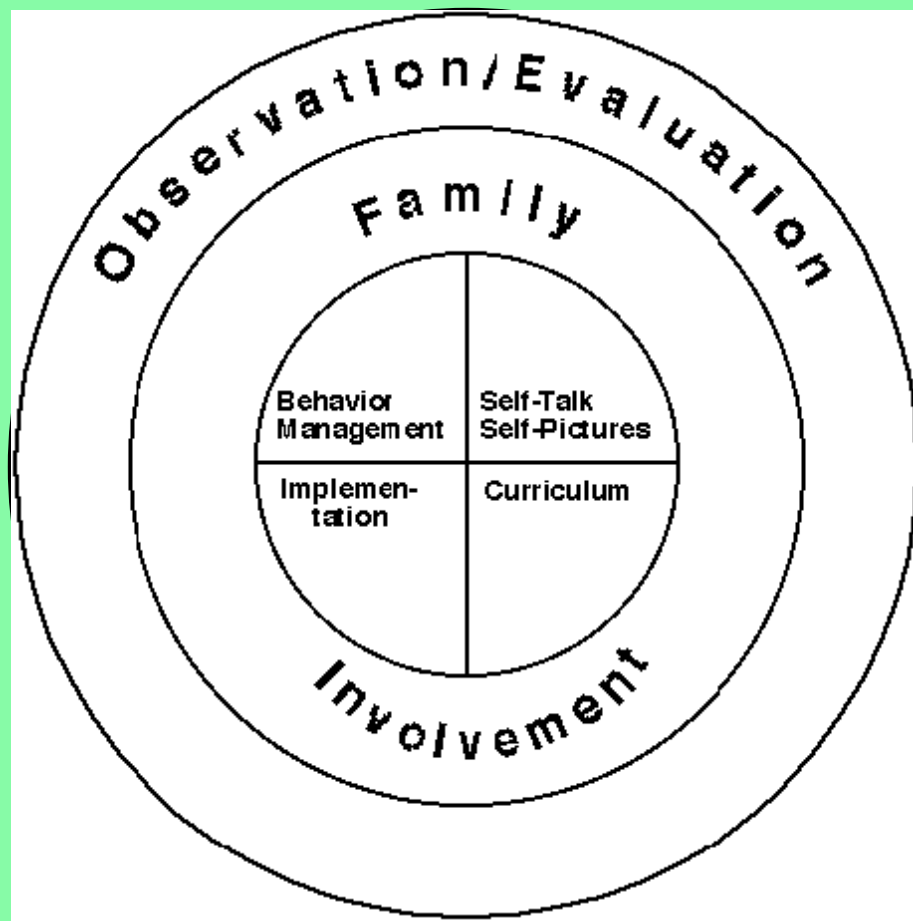 Observation/Evaluation
Family
Behavior
Management
Self-Talk
Self-Pictures
Implemen-
tation
Curriculum
Involvement